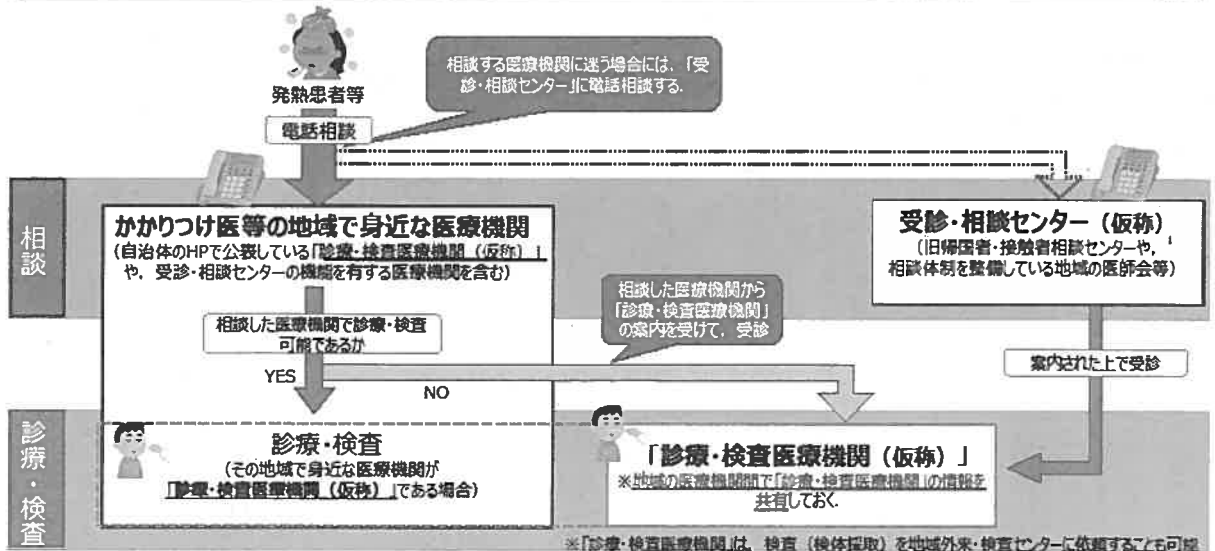 発熱患者等
電話相談
相談する医療機関に迷う場合には、「受
診・相談センター」に電話相談する.
相談
かかりつけ医等の地域で身近な医療機関
(自治体のHPで公表している「診療・検査医療機関（仮称）」
や、受診・相談センターの機能を有する医療機関を含む)
受診・相談センター（仮称）
(旧帰国者・接触者相談センターや,
相談体制を整備している地域の医師会等)
相談した医療機関で診療・検査
可能であるか
相談した医療機関から
「診療・検査医療機関」
の案内を受けて、受診
YES
NO
案内された上で受診
診療・検査
診療・検査
(その地域で身近な医療機関が
「診療・検査医療機関（仮称）」である場合)
「診療・検査医療機関（仮称）」
※地域の医療機関間で「診療・検査医療機関」の情報を
共有しておく.
※「診療・検査医療機関」は、検査（検体採取）を地域外来・検査センターに依頼することも可能